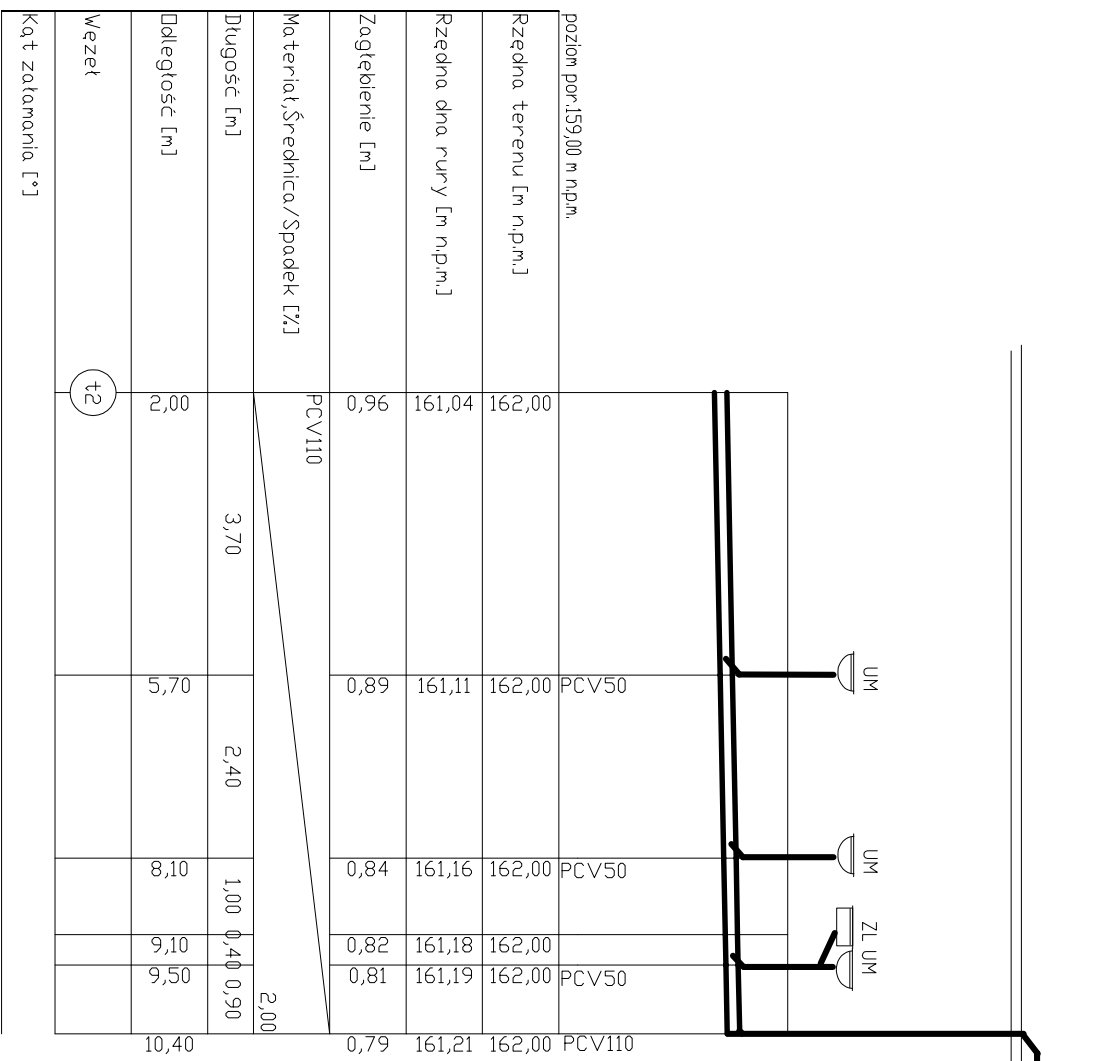 UM
UM
ZL UM
poziom por.159,00 m n.p.m.
PCV50
PCV50
PCV50
PCV110
Rzędna terenu [m n.p.m.]
162,00
162,00
162,00
162,00
162,00
162,00
Rzędna dna rury [m n.p.m.]
161,04
161,11
161,16
161,18
161,19
161,21
Zagłębienie [m]
0,96
0,89
0,84
0,82
0,81
0,79
Materiał,Średnica/Spadek [%]
PCV110
2,00
Długość [m]
3,70
2,40
1,00
0,40
0,90
Odległość [m]
2,00
5,70
8,10
9,10
9,50
10,40
Węzeł
t2
Kąt załamania [°]